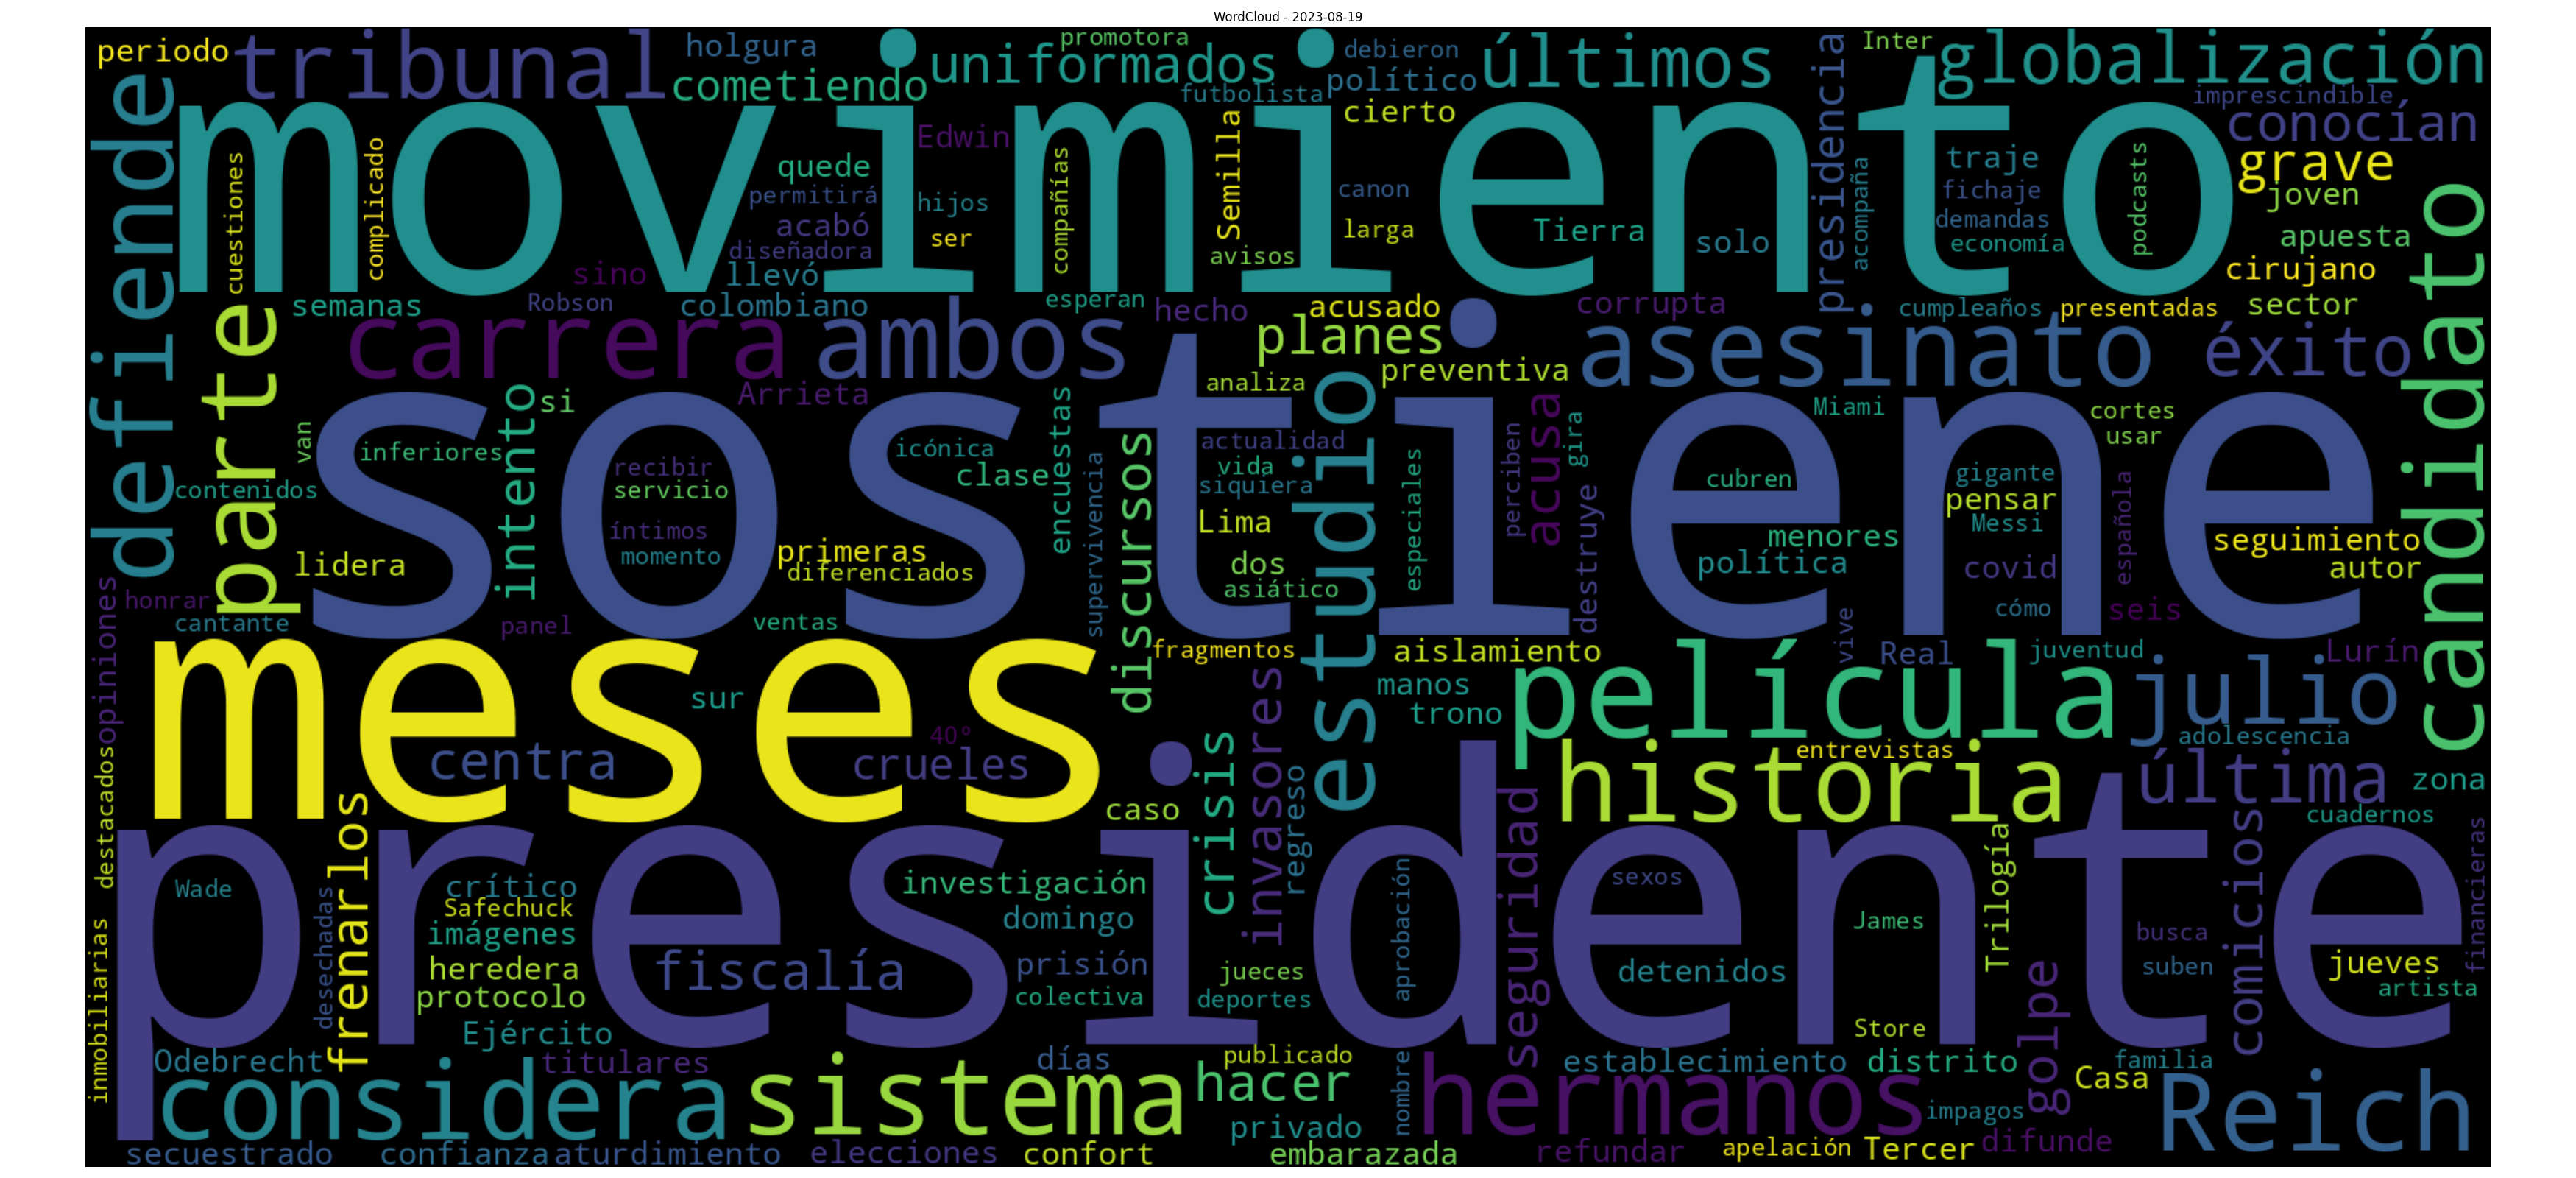 WordCloud - 2023-08-19
periodo
tribunal
holgura
cometiendo
uniformados
promotora
futbolista
debieron
político
últimos
presidencia
Inter
globalización
imprescindible
conocían
defiende
movimiento
cuestiones
complicado
quede
permitirá
acabó
diseñadora
llevó
sino
Edwin
hijos
ser
compañías
Semilla
avisos
cierto
canon
larga
Tierra
solo
acompaña
traje
fichaje
demandas
economía
podcasts
grave
joven
apuesta
cirujano
candidato
parte
semanas
Robson
colombiano
esperan
hecho
acusado
corrupta
cumpleaños
presentadas
sector
carrera
ambos
planes
preventiva
asesinato
éxito
Arrieta
analiza
intento
si
van
inferiores
contenidos
sostiene
recibir
servicio
íntimos
momento
icónica
clase
encuestas
supervivencia
discursos
actualidad
vida
siquiera
Lima
dos
asiático
estudio
especiales
perciben
acusa
gira
destruye
Miami
cubren
menores
política
gigante
pensar
Messi
covid
cómo
cortes
usar
española
seis
seguimiento
autor
lidera
primeras
diferenciados
honrar
cantante
panel
ventas
opiniones
fragmentos
aislamiento
vive
Real
juventud
Lurín
meses
sur
40º
centra
crueles
caso
crisis
invasores
regreso
manos
trono
película
julio
adolescencia
historia
entrevistas
última
zona
cuadernos
destacados
presidente
frenarlos
Wade
desechadas
inmobiliarias
crítico
Safechuck
imágenes
heredera
protocolo
Ejército
fiscalía
investigación
domingo
prisión
colectiva
jueces
deportes
aprobación
seguridad
sexos
detenidos
James
Store
Trilogía
golpe
busca
suben
comicios
jueves
artista
financieras
Odebrecht
titulares
días
publicado
nombre
establecimiento
distrito
familia
Casa
considera
sistema
hacer
privado
hermanos
impagos
Reich
secuestrado
confianza
aturdimiento
elecciones
confort
embarazada
refundar
apelación
Tercer
difunde